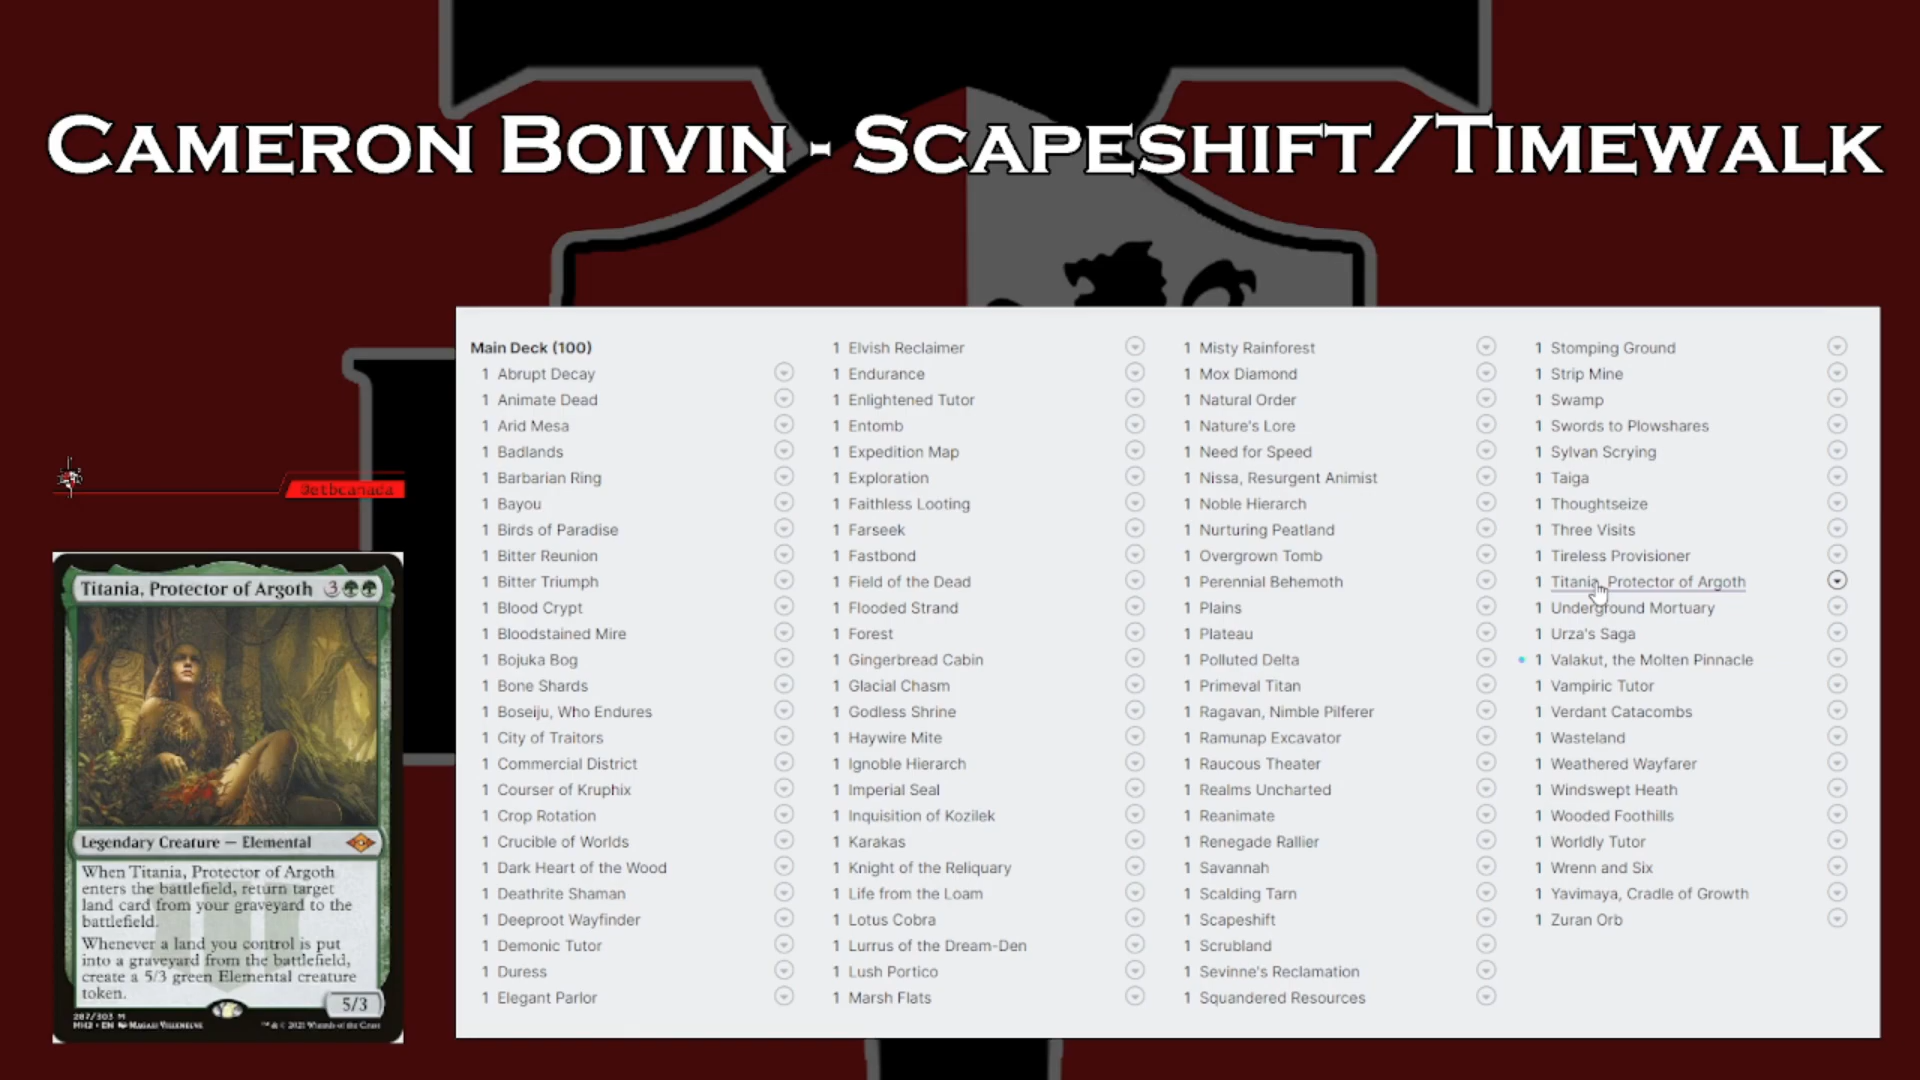 CAMERON BOIVIN - SCAPESHIFT/TIMEWALK
@etbcanada
Titania, Protector of Argoth 3
Legendary Creature — Elemental
When Titania, Protector of Argoth
enters the battlefield, return target
land card from your graveyard to the
battlefield.
Whenever a land you control is put
into a graveyard from the battlefield,
create a 5/3 green Elemental creature
token.
5/3
287/303 M
MH2 • EN Magali Villeneuve
™ & © 2021 Wizards of the Coast
Main Deck (100)
1 Abrupt Decay
1 Animate Dead
1 Arid Mesa
1 Badlands
1 Barbarian Ring
1 Bayou
1 Birds of Paradise
1 Bitter Reunion
1 Bitter Triumph
1 Blood Crypt
1 Bloodstained Mire
1 Bojuka Bog
1 Bone Shards
1 Boseiju, Who Endures
1 City of Traitors
1 Commercial District
1 Courser of Kruphix
1 Crop Rotation
1 Crucible of Worlds
1 Dark Heart of the Wood
1 Deathrite Shaman
1 Deeproot Wayfinder
1 Demonic Tutor
1 Duress
1 Elegant Parlor
1 Elvish Reclaimer
1 Endurance
1 Enlightened Tutor
1 Entomb
1 Expedition Map
1 Exploration
1 Faithless Looting
1 Farseek
1 Fastbond
1 Field of the Dead
1 Flooded Strand
1 Forest
1 Gingerbread Cabin
1 Glacial Chasm
1 Godless Shrine
1 Haywire Mite
1 Ignoble Hierarch
1 Imperial Seal
1 Inquisition of Kozilek
1 Karakas
1 Knight of the Reliquary
1 Life from the Loam
1 Lotus Cobra
1 Lurrus of the Dream-Den
1 Lush Portico
1 Marsh Flats
1 Misty Rainforest
1 Mox Diamond
1 Natural Order
1 Nature's Lore
1 Need for Speed
1 Nissa, Resurgent Animist
1 Noble Hierarch
1 Nurturing Peatland
1 Overgrown Tomb
1 Perennial Behemoth
1 Plains
1 Plateau
1 Polluted Delta
1 Primeval Titan
1 Ragavan, Nimble Pilferer
1 Ramunap Excavator
1 Raucous Theater
1 Realms Uncharted
1 Reanimate
1 Renegade Rallier
1 Savannah
1 Scalding Tarn
1 Scapeshift
1 Scrubland
1 Sevinne's Reclamation
1 Squandered Resources
1 Stomping Ground
1 Strip Mine
1 Swamp
1 Swords to Plowshares
1 Sylvan Scrying
1 Taiga
1 Thoughtseize
1 Three Visits
1 Tireless Provisioner
1 Titania, Protector of Argoth
1 Underground Mortuary
1 Urza's Saga
1 Valakut, the Molten Pinnacle
1 Vampiric Tutor
1 Verdant Catacombs
1 Wasteland
1 Weathered Wayfarer
1 Windswept Heath
1 Wooded Foothills
1 Worldly Tutor
1 Wrenn and Six
1 Yavimaya, Cradle of Growth
1 Zuran Orb